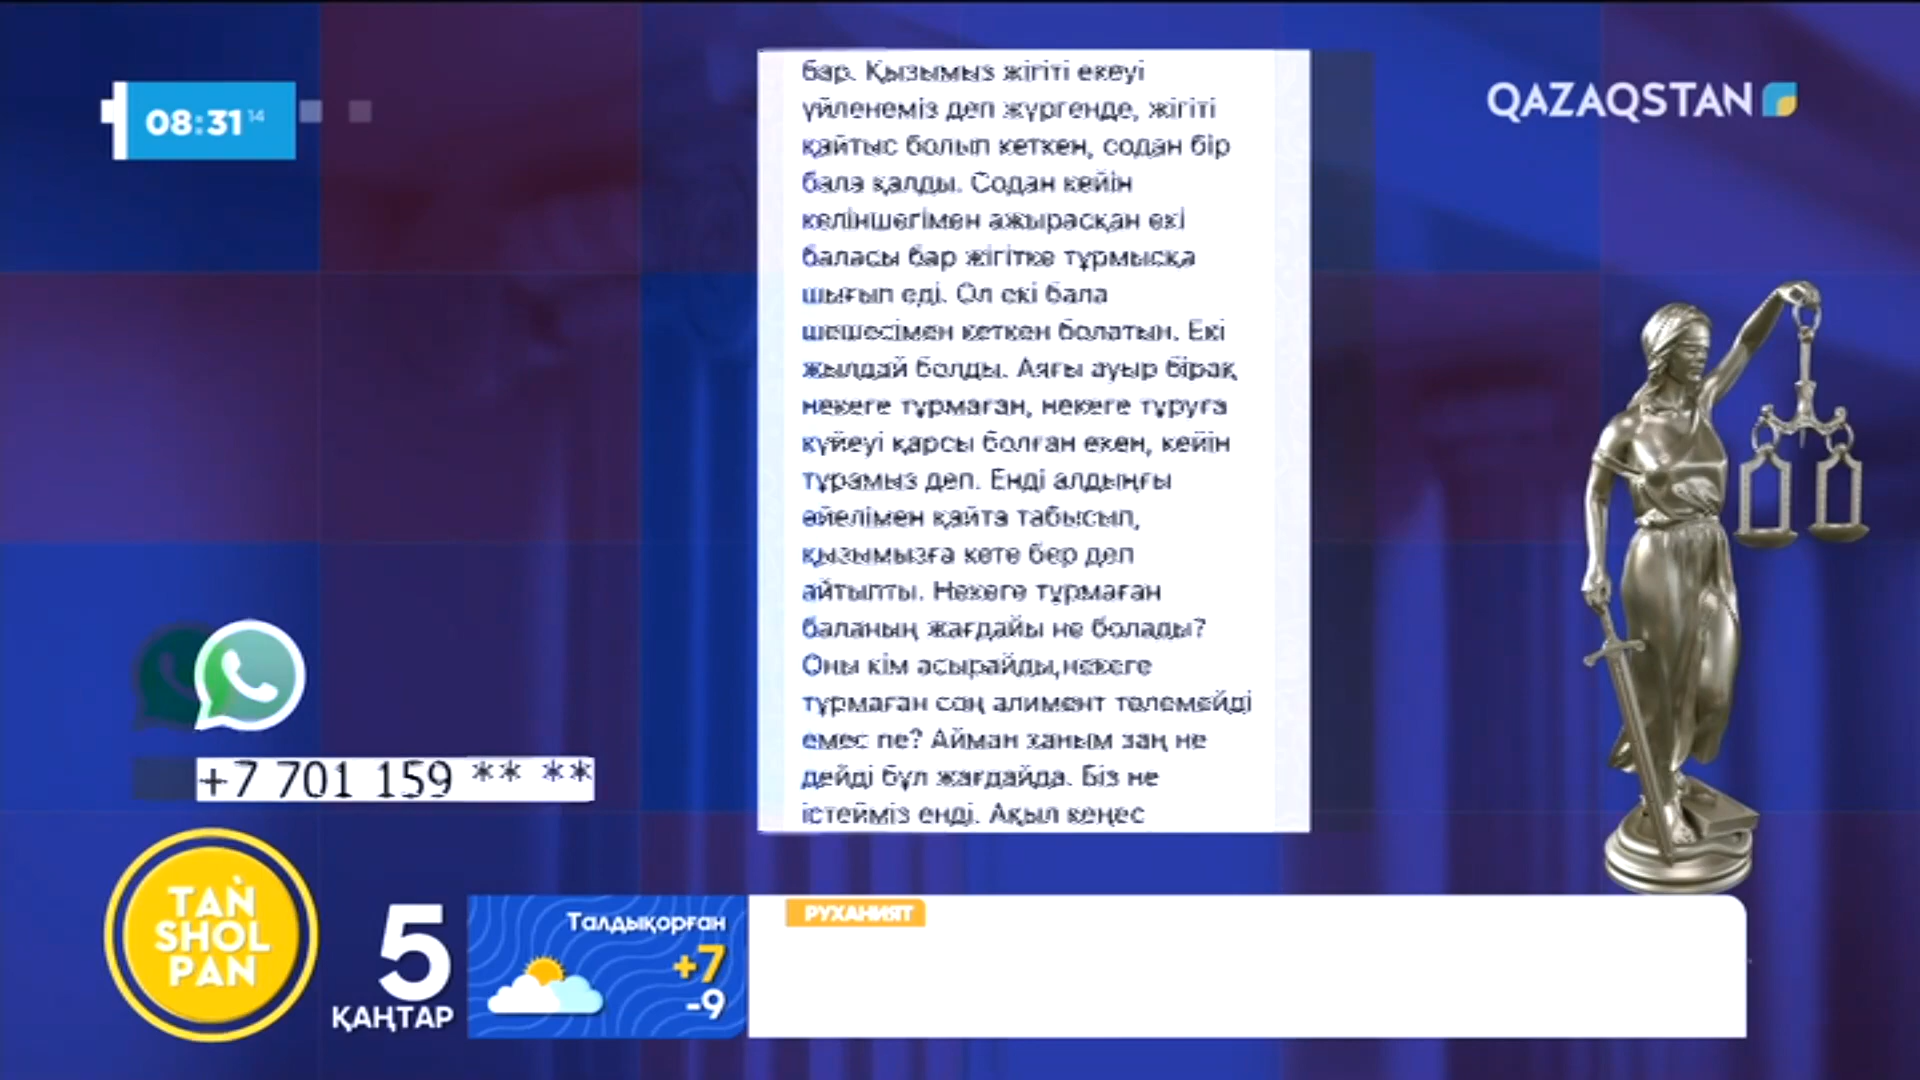 08:31 14
QAZAQSTAN
бар. Қызымыз жігіті екеуі
үйленеміз деп жүргенде, жігіті
қайтыс болып кеткен, содан бір
бала қалды. Содан кейін
келіншегімен ажырасқан екі
баласы бар жігітке тұрмысқа
шығып еді. Ол екі бала
шешесімен кеткен болатын. Екі
жылдай болды. Аяғы ауыр бірақ
некеге тұрмаған, некеге тұруға
күйеуі қарсы болған екен, кейін
тұрамыз деп. Енді алдыңғы
әйелімен қайта табысып,
қызымызға кете бер деп
айтыпты. Некеге тұрмаған
баланың жағдайы не болады?
Оны кім асырайды,некеге
тұрмаған соң алимент төлемейді
емес пе? Айман ханым заң не
дейді бұл жағдайда. Біз не
істейміз енді. Ақыл кеңес
+7 701 159 ** **
TAŃ
SHOL
PAN
5
ҚАҢТАР
Талдықорған
+7
-9
РУХАНИЯТ